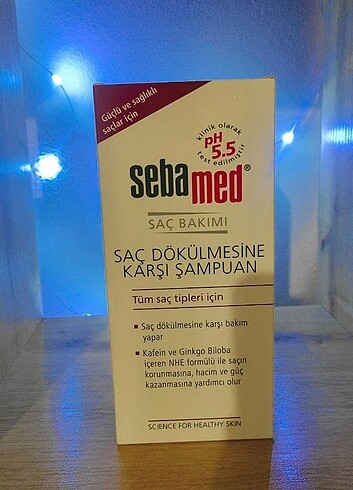 Güçlü ve sağlıklı
saçlar için
klinik olarak
pH
5.5
test edilmiştir
sebamed®
SAÇ BAKIMI
SAÇ DÖKÜLMESİNE
KARŞI ŞAMPUAN
Tüm saç tipleri için
▪ Saç dökülmesine karşı bakım
yapar
▪ Kafein ve Ginkgo Biloba
içeren NHE formülü ile saçın
korunmasına, hacim ve güç
kazanmasına yardımcı olur
SCIENCE FOR HEALTHY SKIN